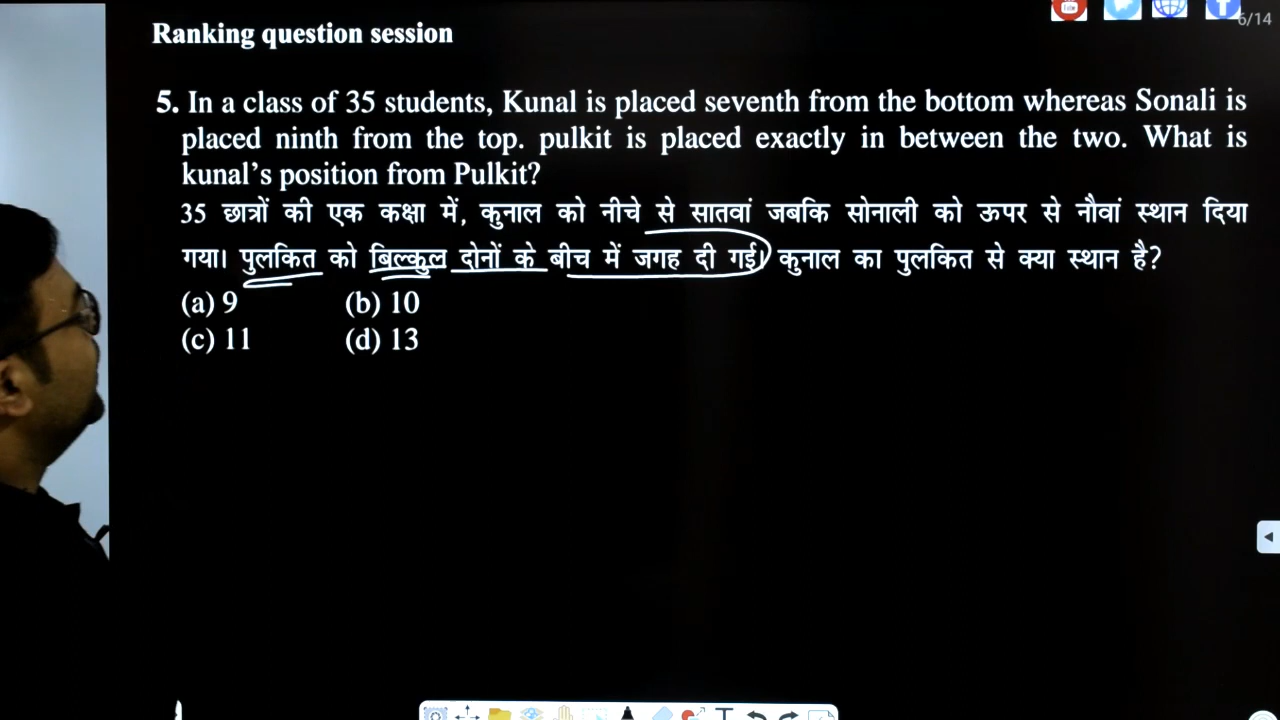 6/14
Ranking question session
5. In a class of 35 students, Kunal is placed seventh from the bottom whereas Sonali is
placed ninth from the top. pulkit is placed exactly in between the two. What is
kunal's position from Pulkit?
35 छात्रों की एक कक्षा में, कुनाल को नीचे से सातवां जबकि सोनाली को ऊपर से नौवां स्थान दिया
गया। पुलकित को बिल्कुल दोनों के बीच में जगह दी गई। कुनाल का पुलकित से क्या स्थान है?
(a) 9 (b) 10
(c) 11 (d) 13